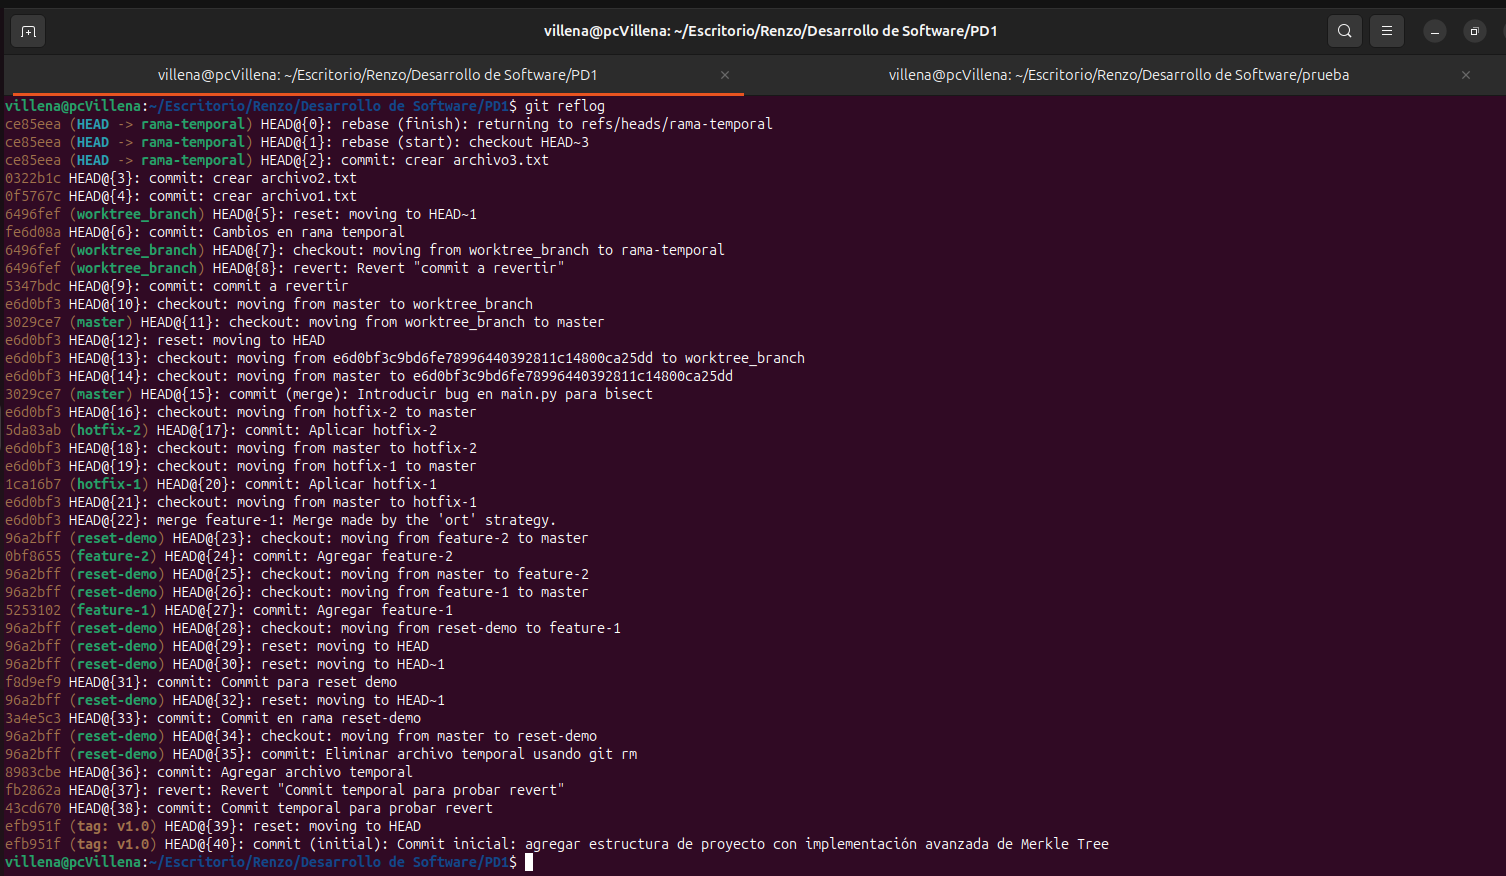 villena@pcVillena: ~/Escritorio/Renzo/Desarrollo de Software/PD1
villena@pcVillena: ~/Escritorio/Renzo/Desarrollo de Software/PD1
villena@pcVillena: ~/Escritorio/Renzo/Desarrollo de Software/prueba
villena@pcVillena:~/Escritorio/Renzo/Desarrollo de Software/PD1$ git reflog
ce85eea (HEAD -> rama-temporal) HEAD@{0}: rebase (finish): returning to refs/heads/rama-temporal
ce85eea (HEAD -> rama-temporal) HEAD@{1}: rebase (start): checkout HEAD~3
ce85eea (HEAD -> rama-temporal) HEAD@{2}: commit: crear archivo3.txt
0322b1c HEAD@{3}: commit: crear archivo2.txt
0f5767c HEAD@{4}: commit: crear archivo1.txt
6496fef (worktree_branch) HEAD@{5}: reset: moving to HEAD~1
fe6d08a HEAD@{6}: commit: Cambios en rama temporal
6496fef (worktree_branch) HEAD@{7}: checkout: moving from worktree_branch to rama-temporal
6496fef (worktree_branch) HEAD@{8}: revert: Revert "commit a revertir"
5347bdc HEAD@{9}: commit: commit a revertir
e6d0bf3 HEAD@{10}: checkout: moving from master to worktree_branch
3029ce7 (master) HEAD@{11}: checkout: moving from worktree_branch to master
e6d0bf3 HEAD@{12}: reset: moving to HEAD
e6d0bf3 HEAD@{13}: checkout: moving from e6d0bf3c9bd6fe78996440392811c14800ca25dd to worktree_branch
e6d0bf3 HEAD@{14}: checkout: moving from master to e6d0bf3c9bd6fe78996440392811c14800ca25dd
3029ce7 (master) HEAD@{15}: commit (merge): Introducir bug en main.py para bisect
e6d0bf3 HEAD@{16}: checkout: moving from hotfix-2 to master
5da83ab (hotfix-2) HEAD@{17}: commit: Aplicar hotfix-2
e6d0bf3 HEAD@{18}: checkout: moving from master to hotfix-2
e6d0bf3 HEAD@{19}: checkout: moving from hotfix-1 to master
1ca16b7 (hotfix-1) HEAD@{20}: commit: Aplicar hotfix-1
e6d0bf3 HEAD@{21}: checkout: moving from master to hotfix-1
e6d0bf3 HEAD@{22}: merge feature-1: Merge made by the 'ort' strategy.
96a2bff (reset-demo) HEAD@{23}: checkout: moving from feature-2 to master
0bf8655 (feature-2) HEAD@{24}: commit: Agregar feature-2
96a2bff (reset-demo) HEAD@{25}: checkout: moving from master to feature-2
96a2bff (reset-demo) HEAD@{26}: checkout: moving from feature-1 to master
5253102 (feature-1) HEAD@{27}: commit: Agregar feature-1
96a2bff (reset-demo) HEAD@{28}: checkout: moving from reset-demo to feature-1
96a2bff (reset-demo) HEAD@{29}: reset: moving to HEAD
96a2bff (reset-demo) HEAD@{30}: reset: moving to HEAD~1
f8d9ef9 HEAD@{31}: commit: Commit para reset demo
96a2bff (reset-demo) HEAD@{32}: reset: moving to HEAD~1
3a4e5c3 HEAD@{33}: commit: Commit en rama reset-demo
96a2bff (reset-demo) HEAD@{34}: checkout: moving from master to reset-demo
96a2bff (reset-demo) HEAD@{35}: commit: Eliminar archivo temporal usando git rm
8983cbe HEAD@{36}: commit: Agregar archivo temporal
fb2862a HEAD@{37}: revert: Revert "Commit temporal para probar revert"
43cd670 HEAD@{38}: commit: Commit temporal para probar revert
efb951f (tag: v1.0) HEAD@{39}: reset: moving to HEAD
efb951f (tag: v1.0) HEAD@{40}: commit (initial): Commit inicial: agregar estructura de proyecto con implementación avanzada de Merkle Tree
villena@pcVillena:~/Escritorio/Renzo/Desarrollo de Software/PD1$